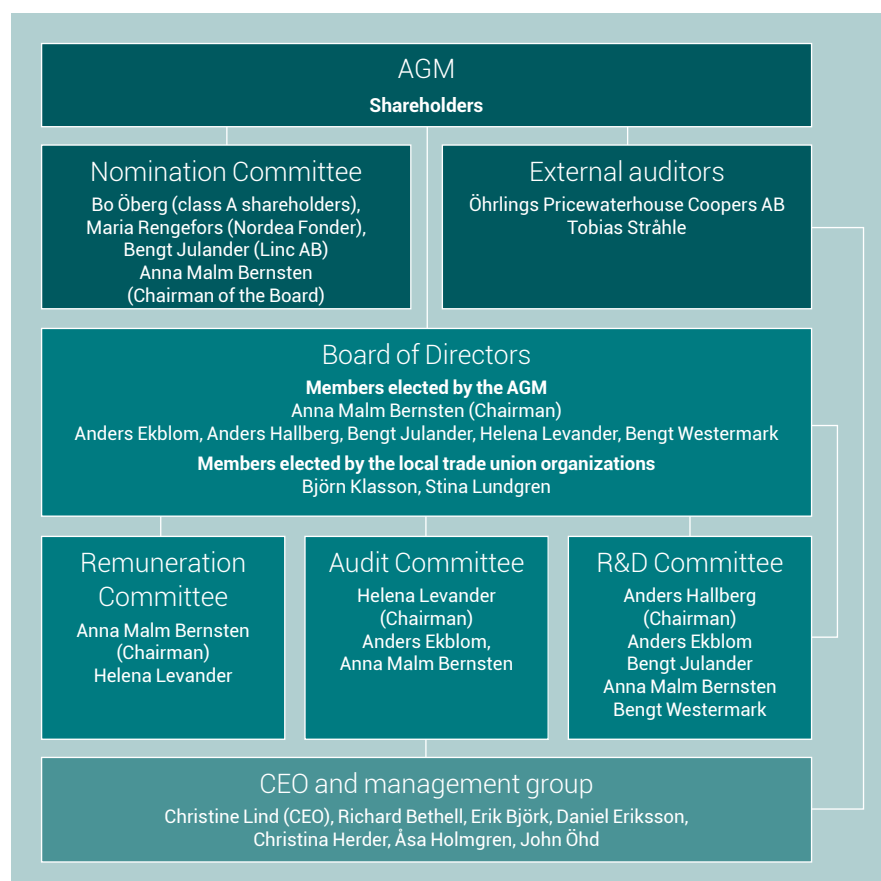 AGM
Shareholders
Nomination Committee
Bo Öberg (class A shareholders),
Maria Rengefors (Nordea Fonder),
Bengt Julander (Linc AB)
Anna Malm Bernsten
(Chairman of the Board)
External auditors
Öhrlings Pricewaterhouse Coopers AB
Tobias Stråhle
Board of Directors
Members elected by the AGM
Anna Malm Bernsten (Chairman)
Anders Ekblom, Anders Hallberg, Bengt Julander, Helena Levander, Bengt Westermark
Members elected by the local trade union organizations
Björn Klasson, Stina Lundgren
Remuneration
Committee
Anna Malm Bernsten
(Chairman)
Helena Levander
Audit Committee
Helena Levander
(Chairman)
Anders Ekblom,
Anna Malm Bernsten
R&D Committee
Anders Hallberg
(Chairman)
Anders Ekblom
Bengt Julander
Anna Malm Bernsten
Bengt Westermark
CEO and management group
Christine Lind (CEO), Richard Bethell, Erik Björk, Daniel Eriksson,
Christina Herder, Åsa Holmgren, John Öhd